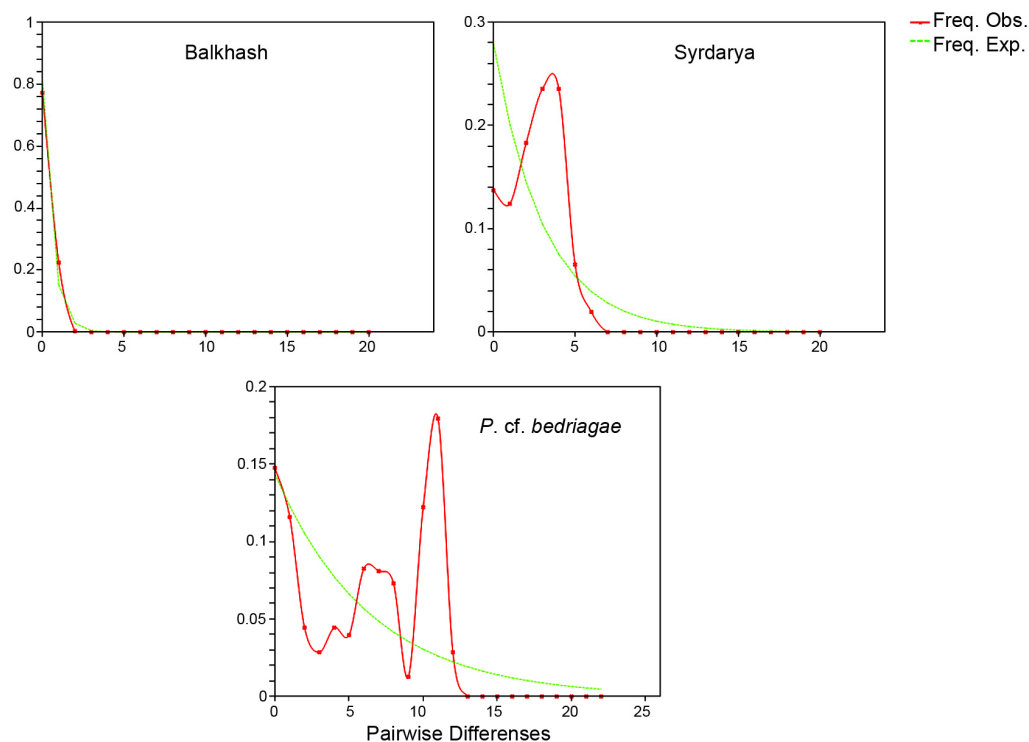 Freq. Obs.
Freq. Exp.
Balkhash
1
0.8
0.6
0.4
0.2
0
0 5 10 15 20
Syrdarya
0.3
0.2
0.1
0
0 5 10 15 20
P. cf. bedriagae
0.2
0.15
0.10
0.05
0
0 5 10 15 20 25
Pairwise Differenses